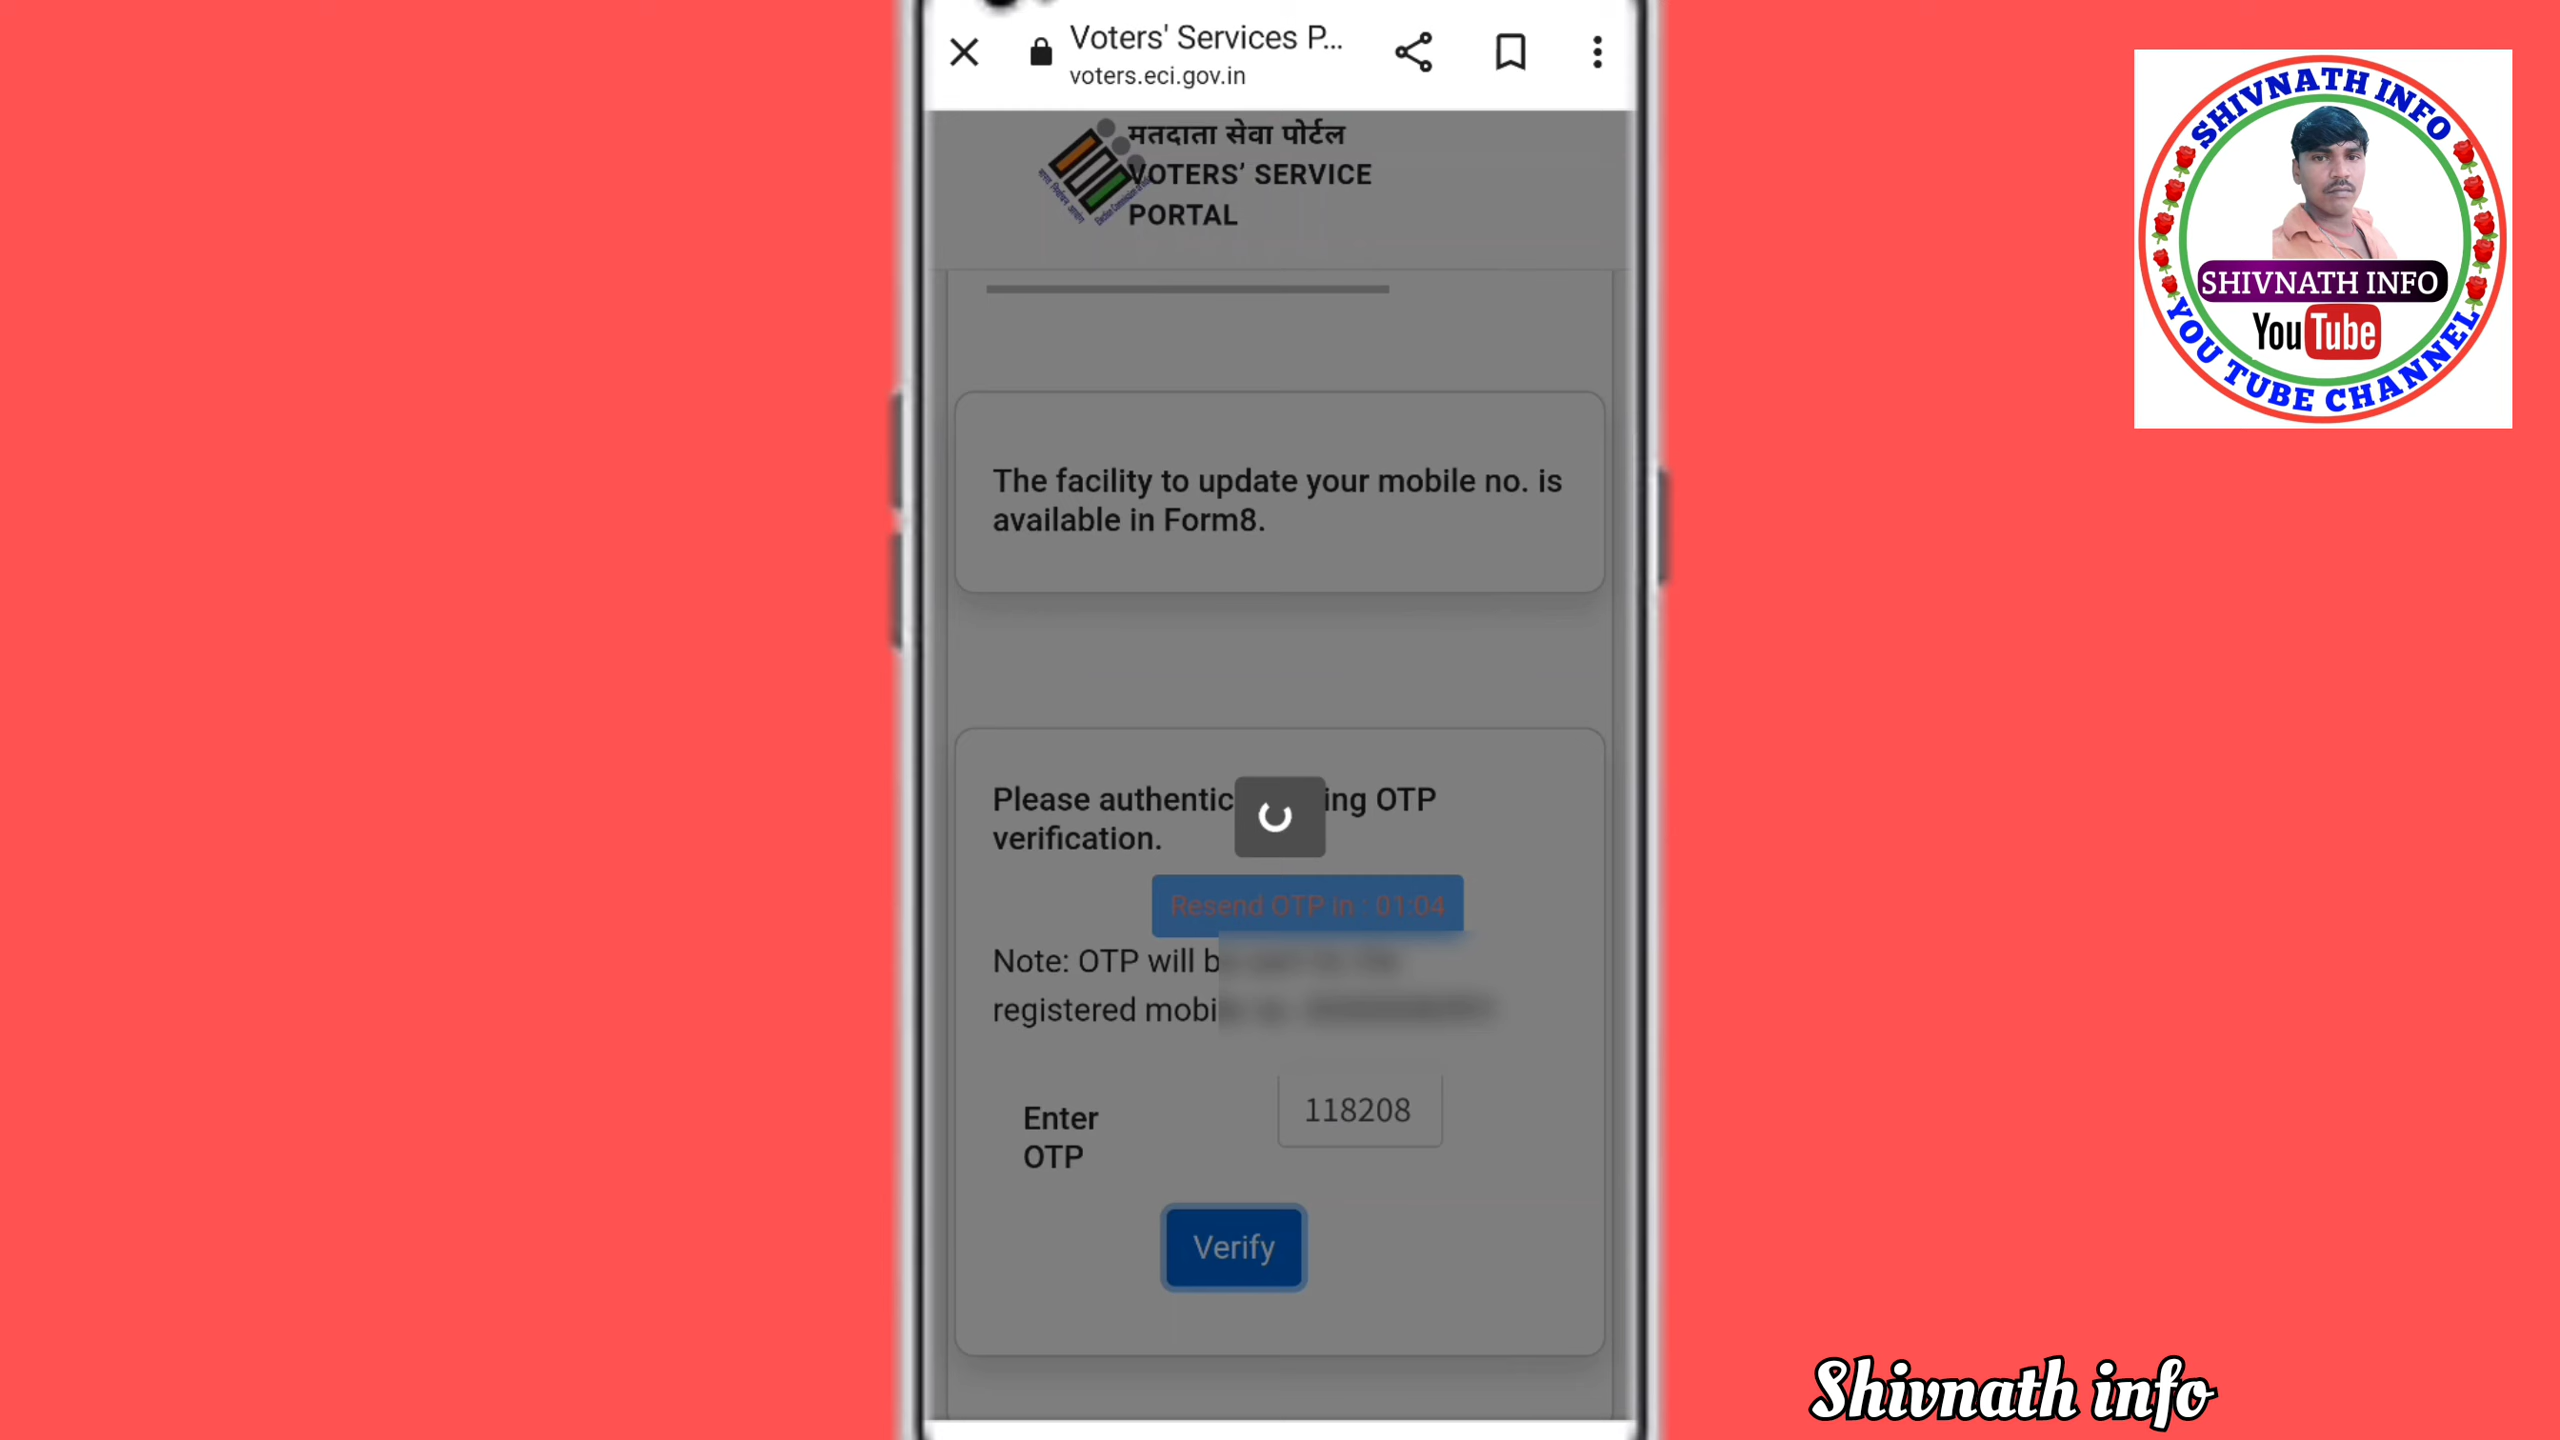 Voters' Services P...
voters.eci.gov.in
मतदाता सेवा पोर्टल
VOTERS' SERVICE
PORTAL
The facility to update your mobile no. is
available in Form8.
Please authentic ing OTP
verification.
Resend OTP in : 01:04
Note: OTP will b
registered mobi
Enter
OTP
118208
Verify
SHIVNATH INFO
SHIVNATH INFO
YouTube
YOU TUBE CHANNEL
Shivnath info